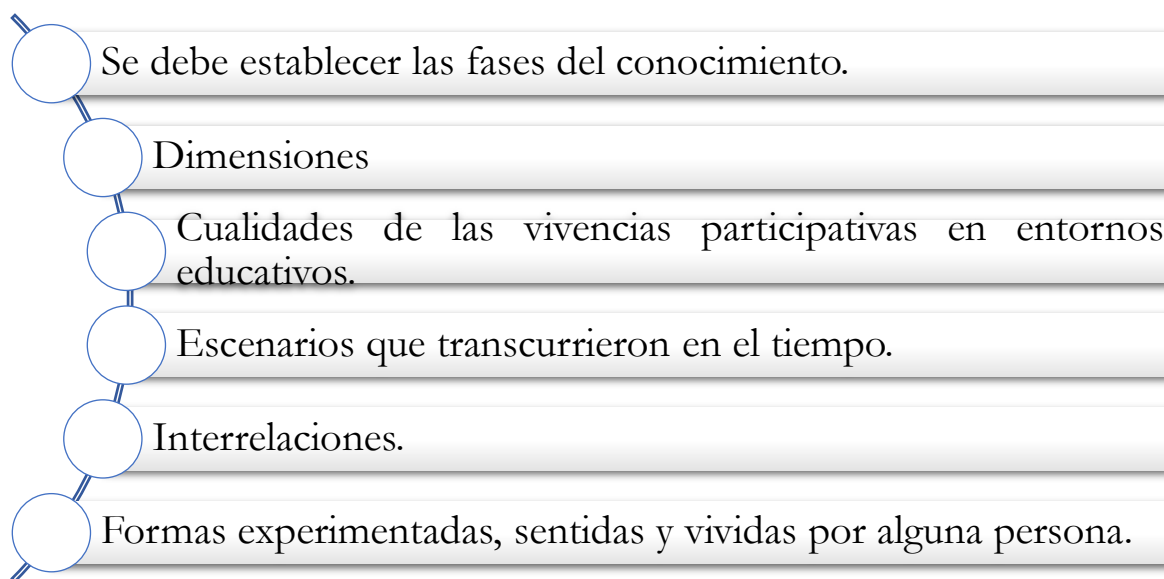 Se debe establecer las fases del conocimiento.
Dimensiones
Cualidades de las vivencias participativas en entornos
educativos.
Escenarios que transcurrieron en el tiempo.
Interrelaciones.
Formas experimentadas, sentidas y vividas por alguna persona.